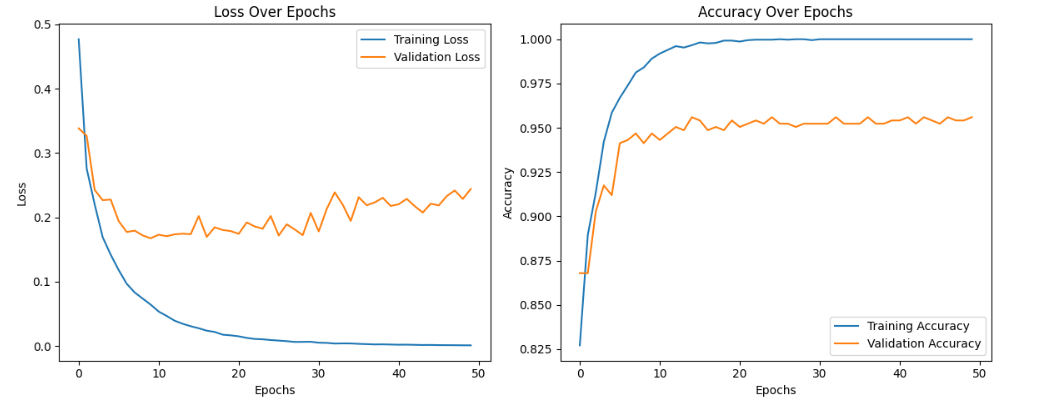 Loss Over Epochs
0.5
0.4
0.3
0.2
0.1
0.0
Loss
0
10
20
30
40
50
Epochs
Training Loss
Validation Loss
Accuracy Over Epochs
1.000
0.975
0.950
0.925
0.900
0.875
0.850
0.825
Accuracy
0
10
20
30
40
50
Epochs
Training Accuracy
Validation Accuracy